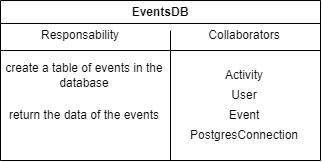 EventsDB
Responsability
Collaborators
create a table of events in the
database
return the data of the events
Activity
User
Event
PostgresConnection